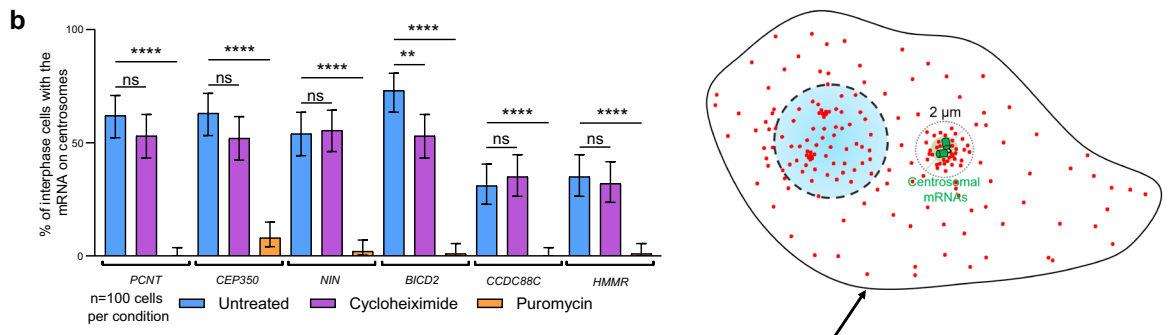 b
% of interphase cells with the
mRNA on centrosomes
100
50
0
****
ns
****
ns
****
ns
****
**
****
ns
****
ns
PCNT
CEP350
NIN
BICD2
CCDC88C
HMMR
n=100 cells
per condition
Untreated
Cycloheiximide
Puromycin
2 µm
Centrosomal
mRNAs